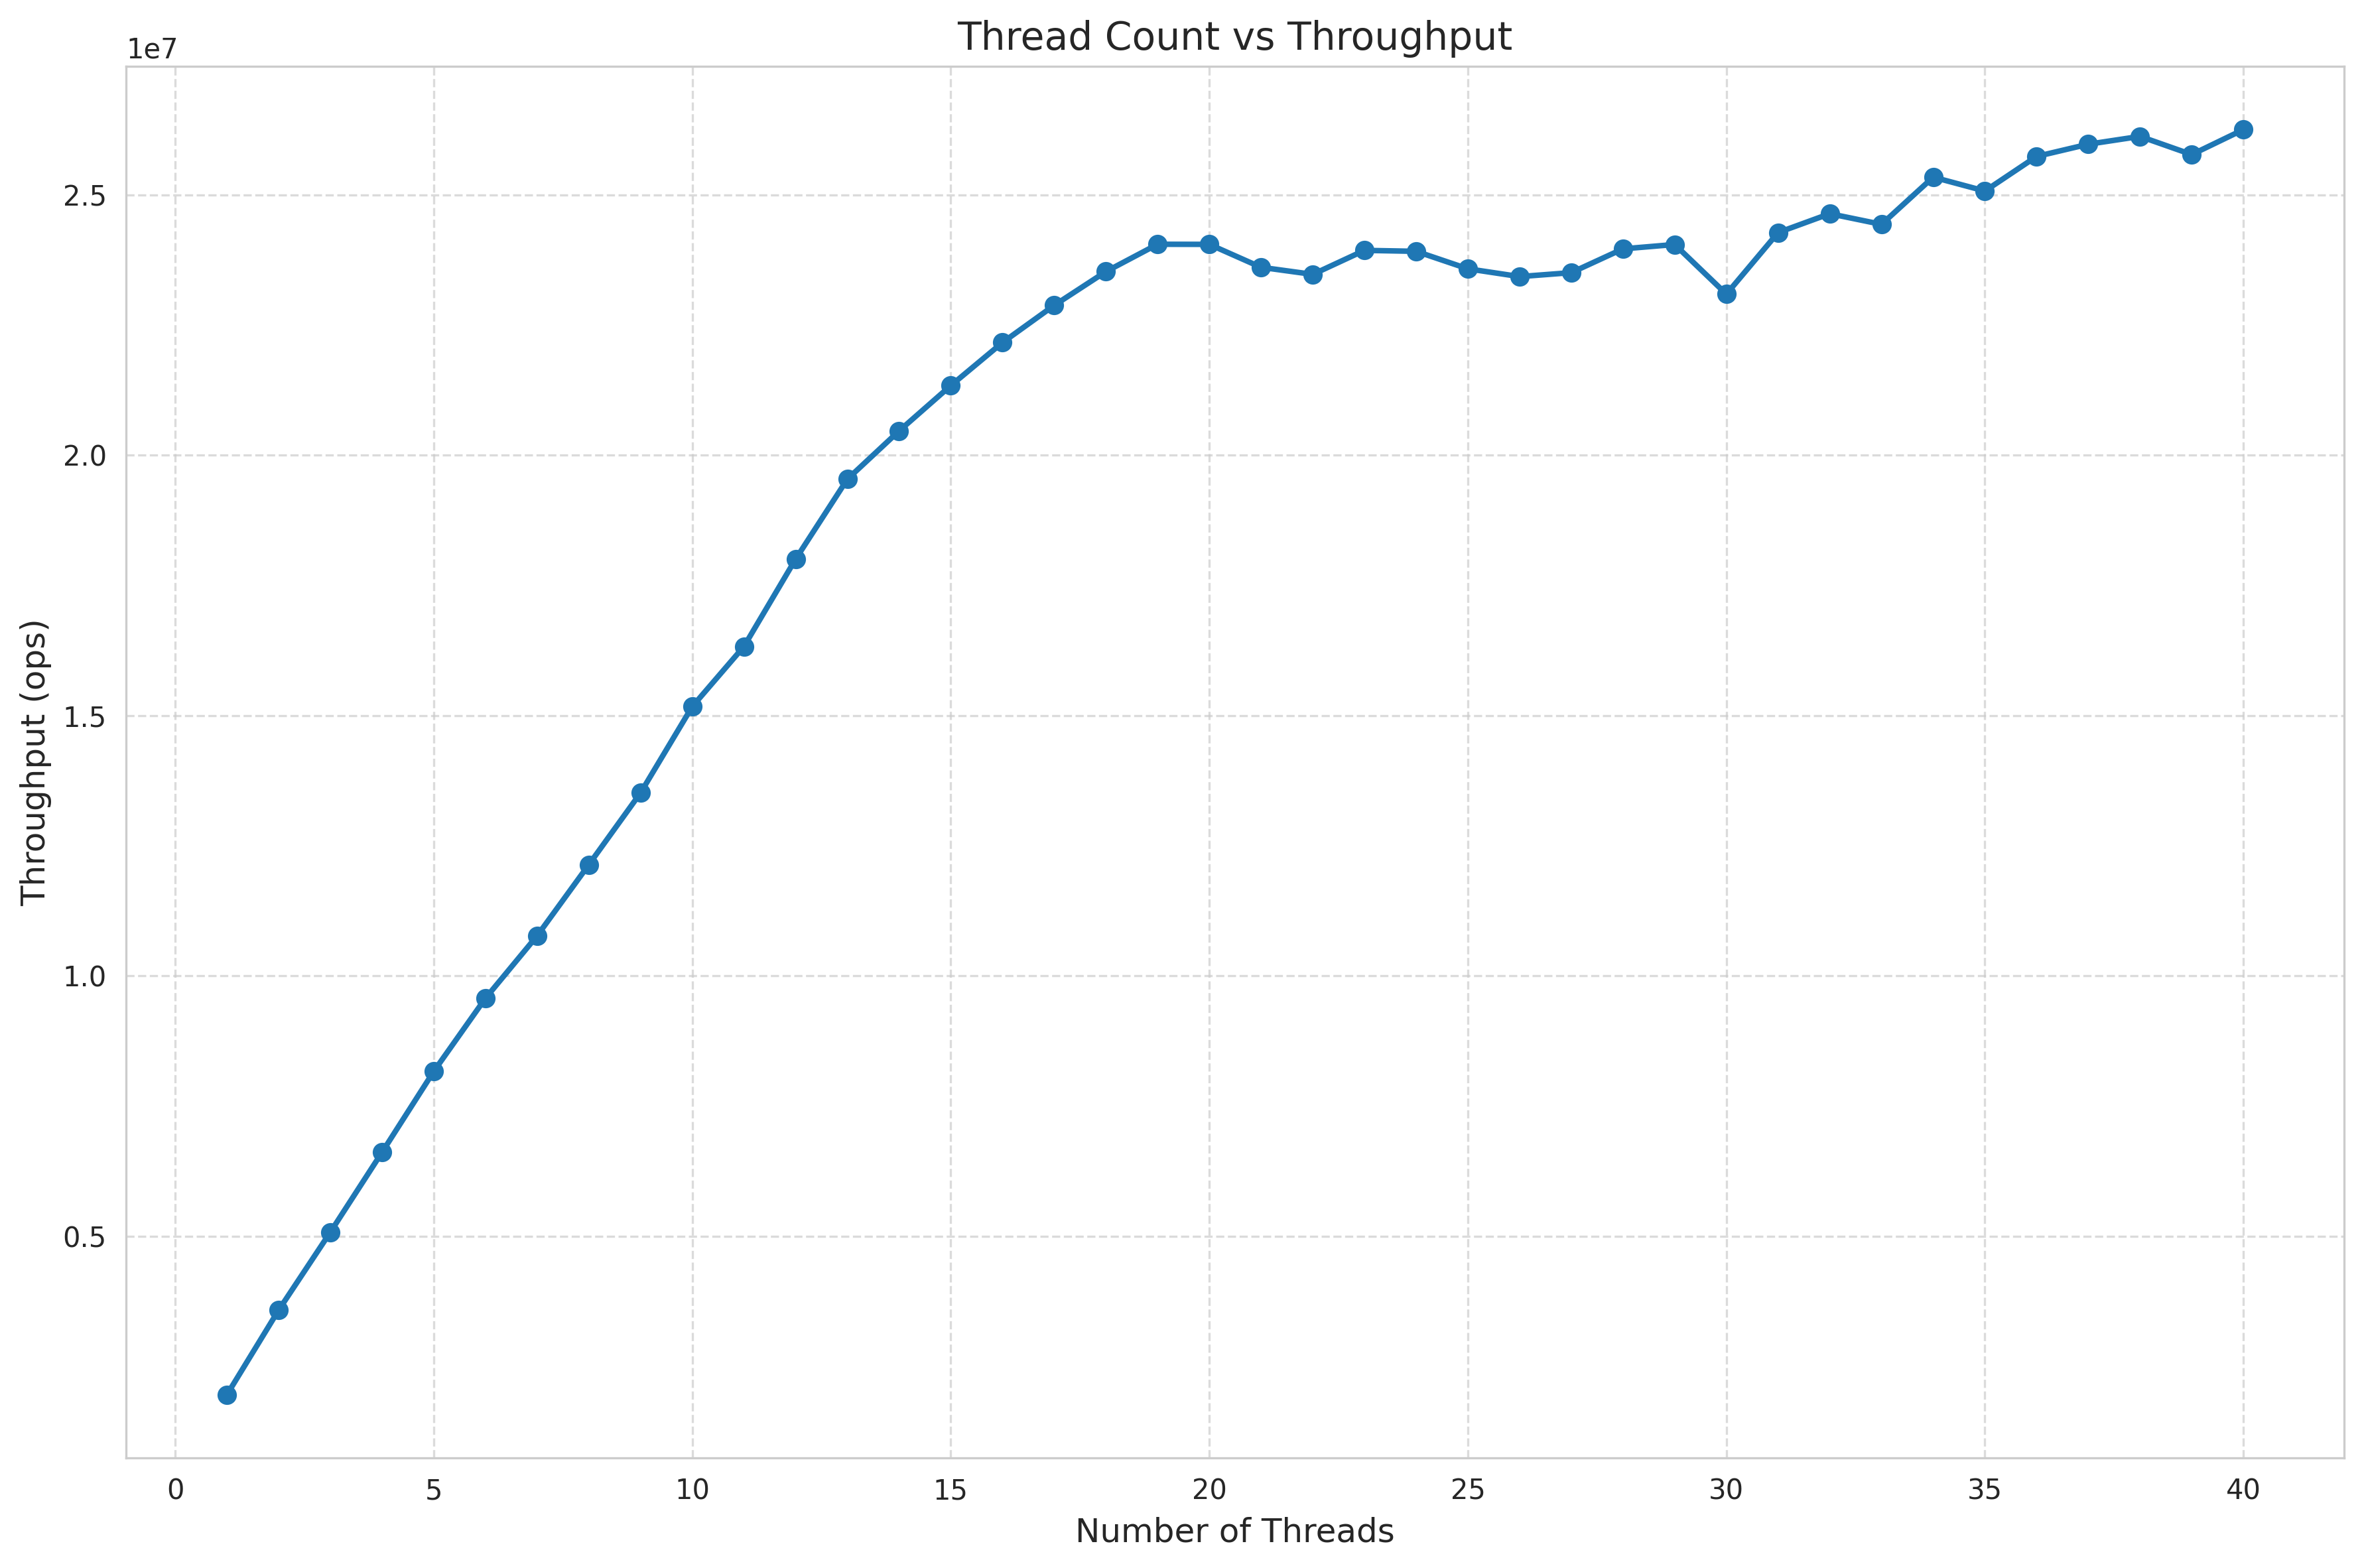 Thread Count vs Throughput
1e7
2.5
2.0
1.5
1.0
0.5
Throughput (ops)
0 5 10 15 20 25 30 35 40
Number of Threads